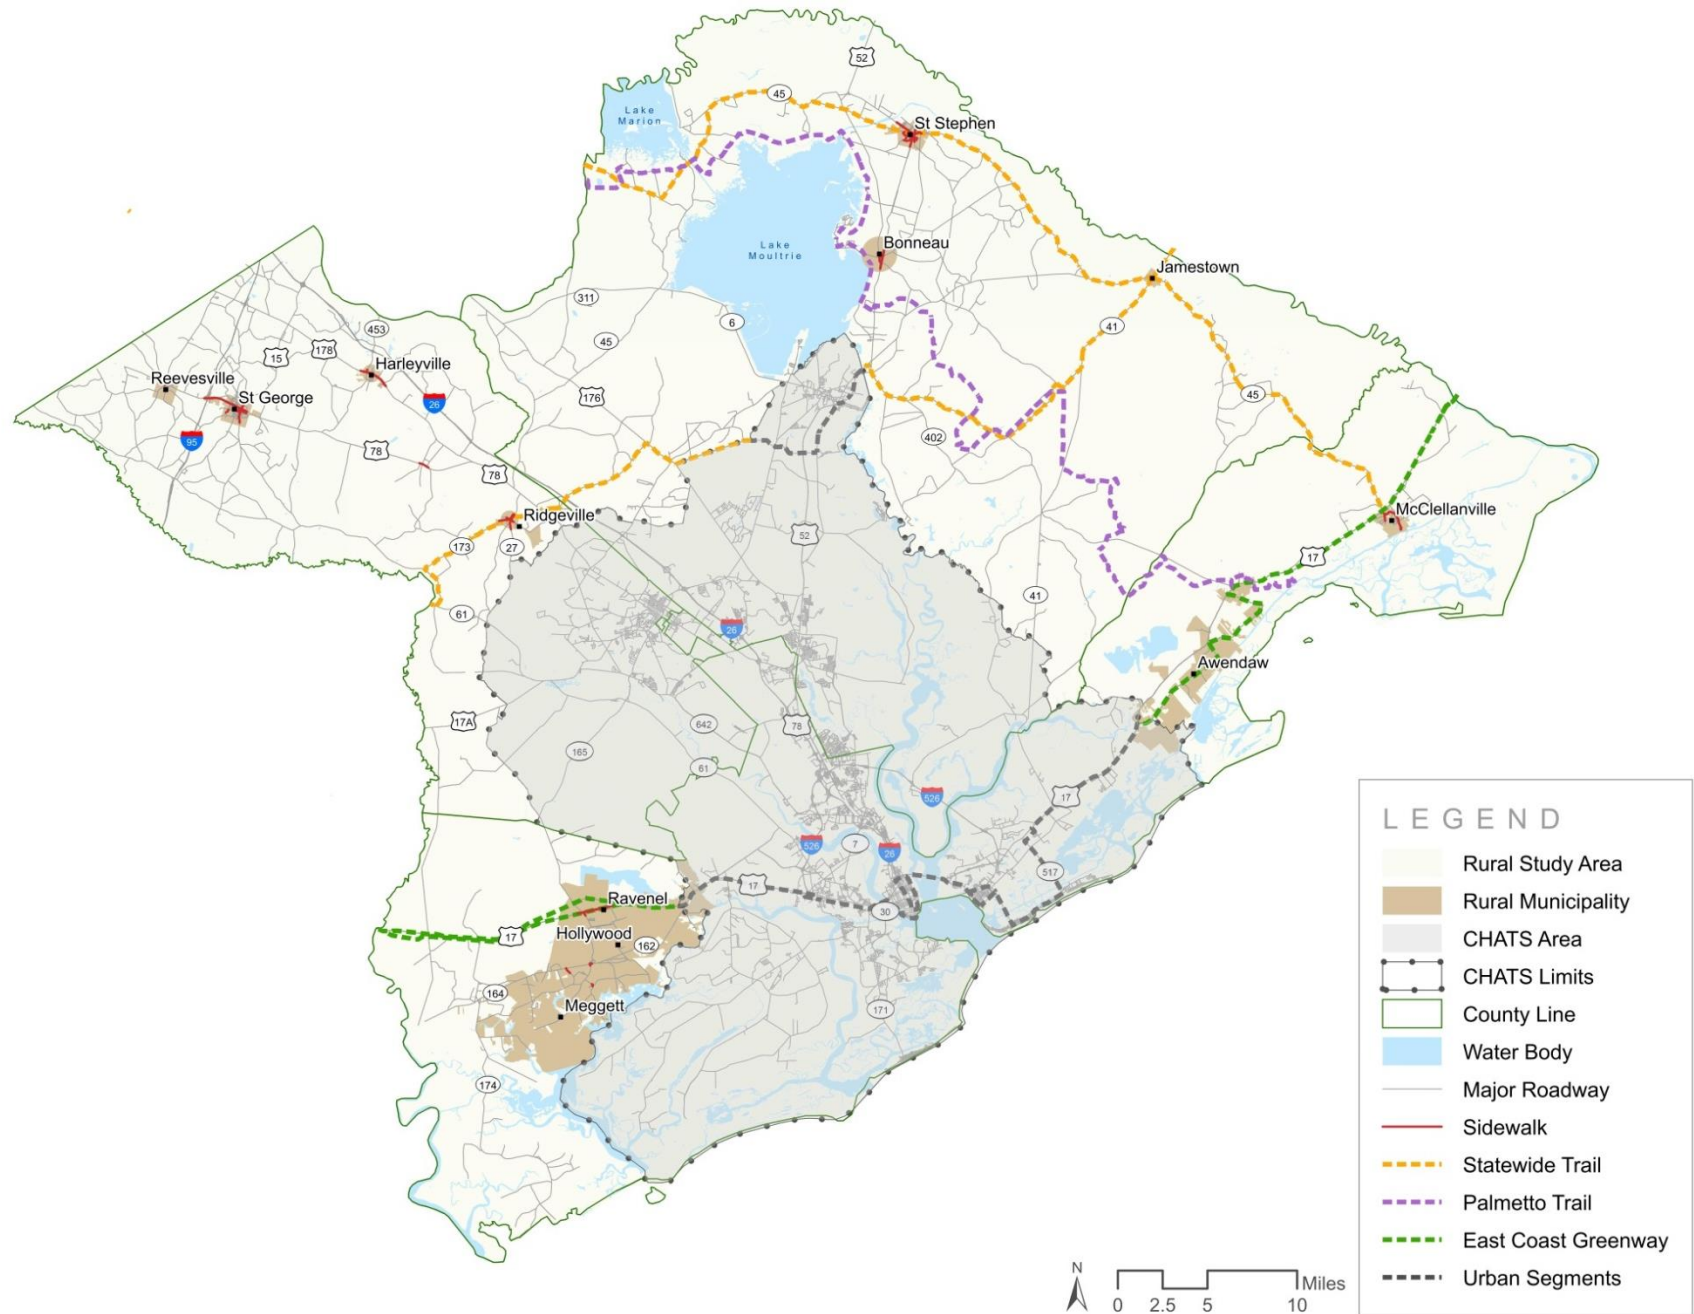 52
45
Lake
Marion
St Stephen
Lake
Moultrie
Bonneau
Jamestown
311
6
453
41
45
15
178
Harleyville
Reevesville
St George
26
176
45
95
402
78
78
McClellanville
Ridgeville
173
27
52
17
41
61
26
Awendaw
17A
642
78
165
61
526
17
526
7
26
17
517
30
Ravenel
17
Hollywood
162
164
Meggett
171
174
LEGEND
Rural Study Area
Rural Municipality
CHATS Area
CHATS Limits
County Line
Water Body
Major Roadway
Sidewalk
Statewide Trail
Palmetto Trail
East Coast Greenway
Urban Segments
N
Miles
0 2.5 5 10